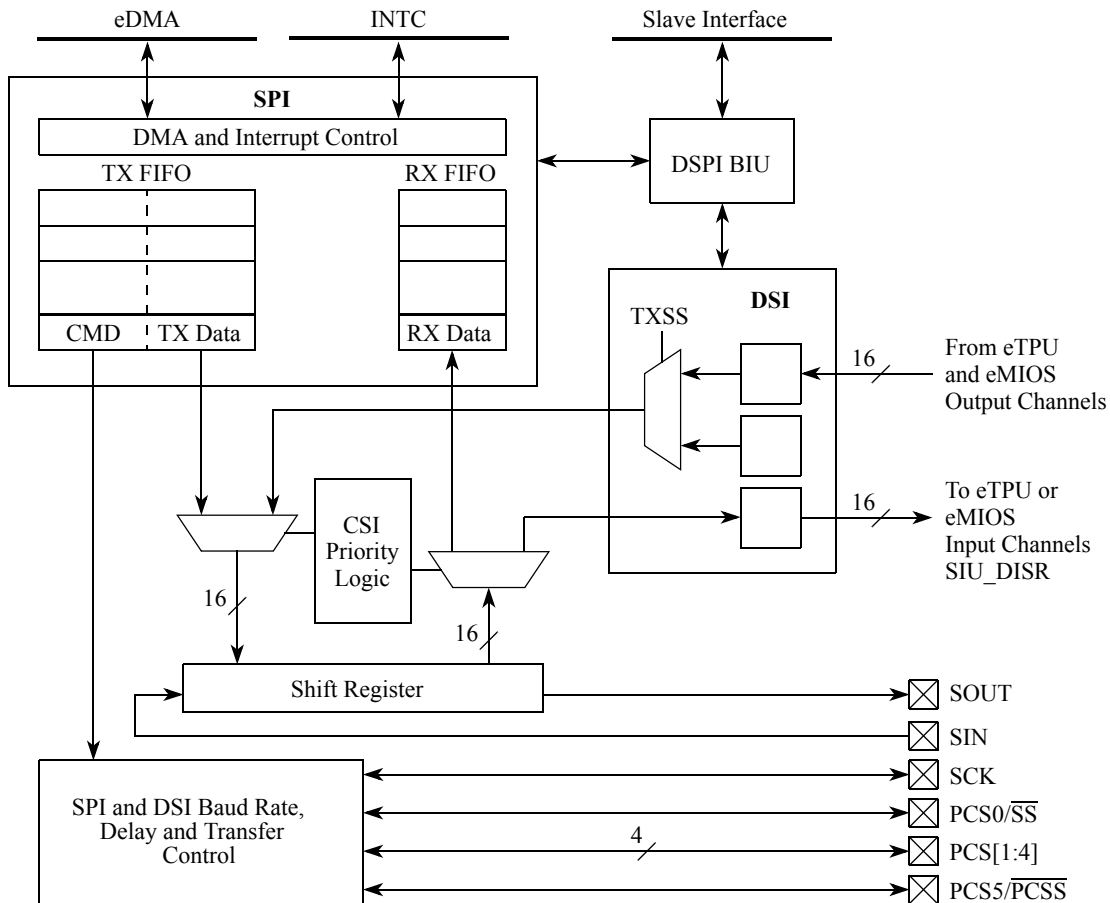 eDMA
INTC
Slave Interface
SPI
DMA and Interrupt Control
DSPI BIU
TX FIFO
RX FIFO
CMD
TX Data
RX Data
DSI
TXSS
16
From eTPU
and eMIOS
Output Channels
16
To eTPU or
eMIOS
Input Channels
SIU_DISR
CSI
Priority
Logic
16
16
Shift Register
SOUT
SIN
SCK
SPI and DSI Baud Rate,
Delay and Transfer
Control
PCS0/S̅S̅
4
PCS[1:4]
PCS5/P̅C̅S̅S̅